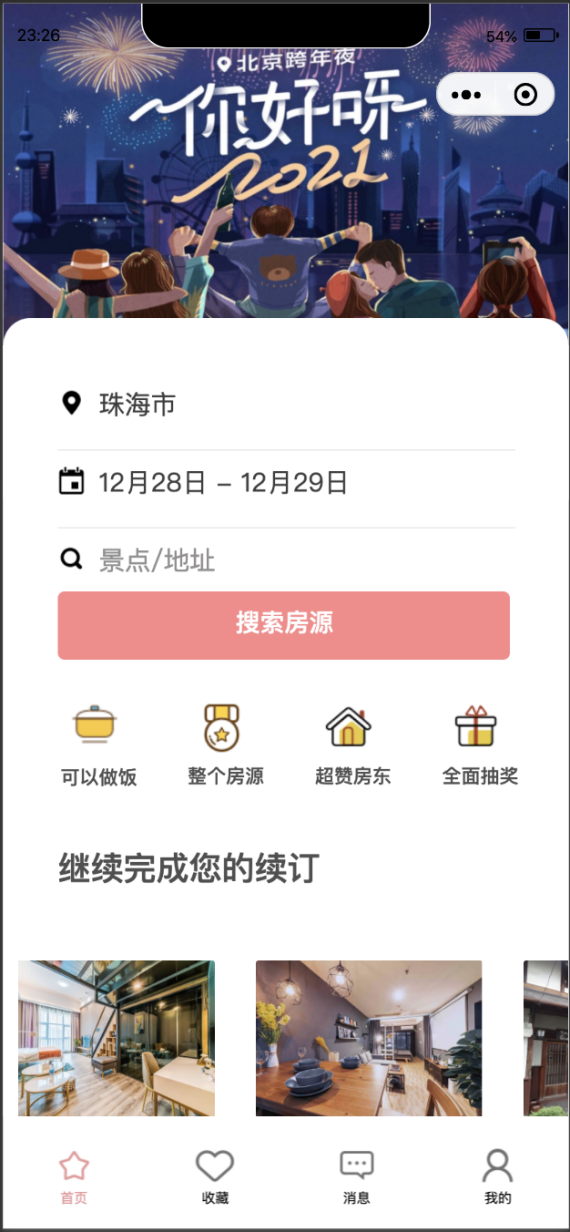 23:26
54%
北京跨年夜
你好呀
2021
珠海市
12月28日 – 12月29日
景点/地址
搜索房源
可以做饭
整个房源
超赞房东
全面抽奖
继续完成您的续订
首页
收藏
消息
我的